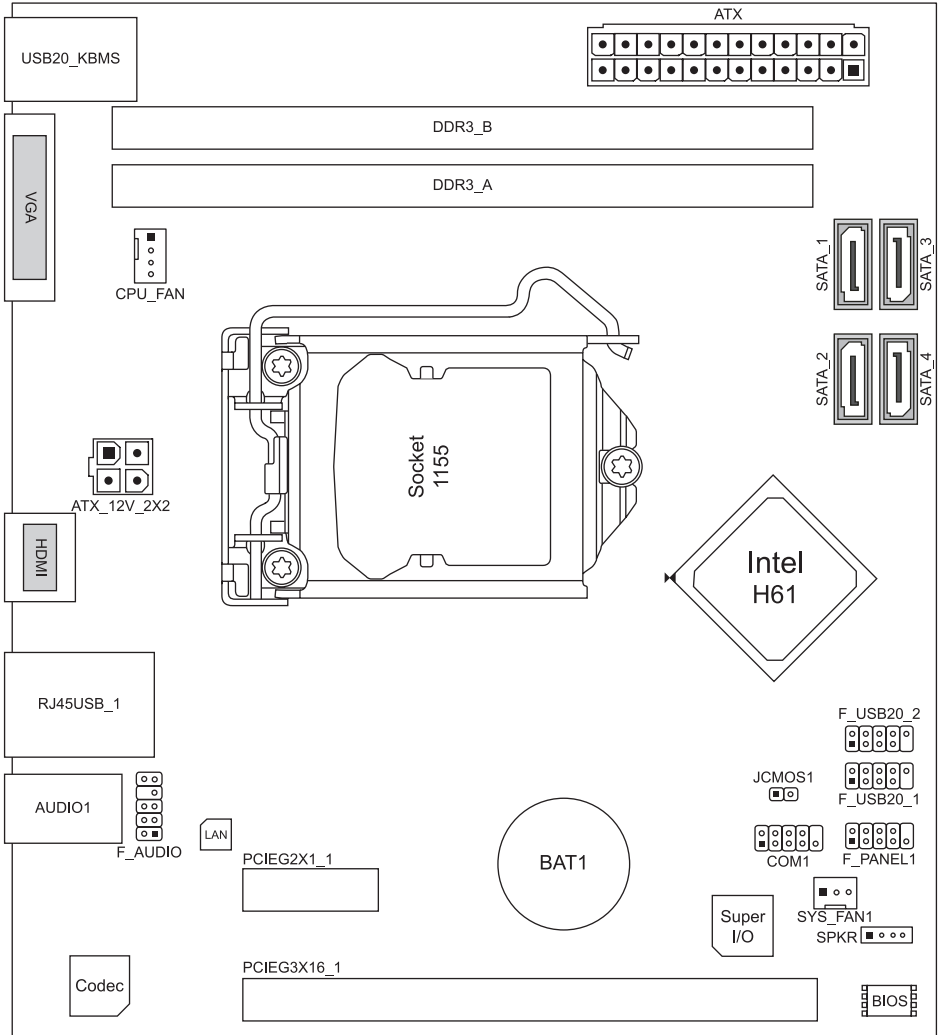 ATX
USB20_KBMS
DDR3_B
DDR3_A
VGA
CPU_FAN
SATA_1
SATA_3
SATA_2
SATA_4
Socket
1155
ATX_12V_2X2
HDMI
Intel
H61
RJ45USB_1
F_USB20_2
JCMOS1
F_USB20_1
AUDIO1
F_AUDIO
LAN
PCIEG2X1_1
BAT1
COM1
F_PANEL1
Super
I/O
SYS_FAN1
SPKR
Codec
PCIEG3X16_1
BIOS